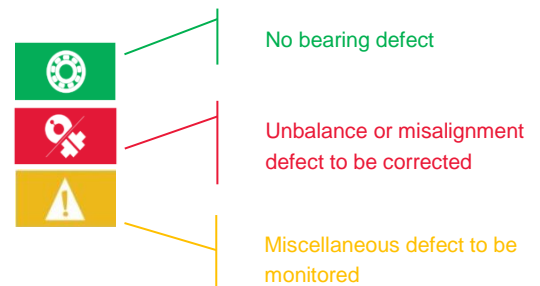 No bearing defect
Unbalance or misalignment
defect to be corrected
Miscellaneous defect to be
monitored